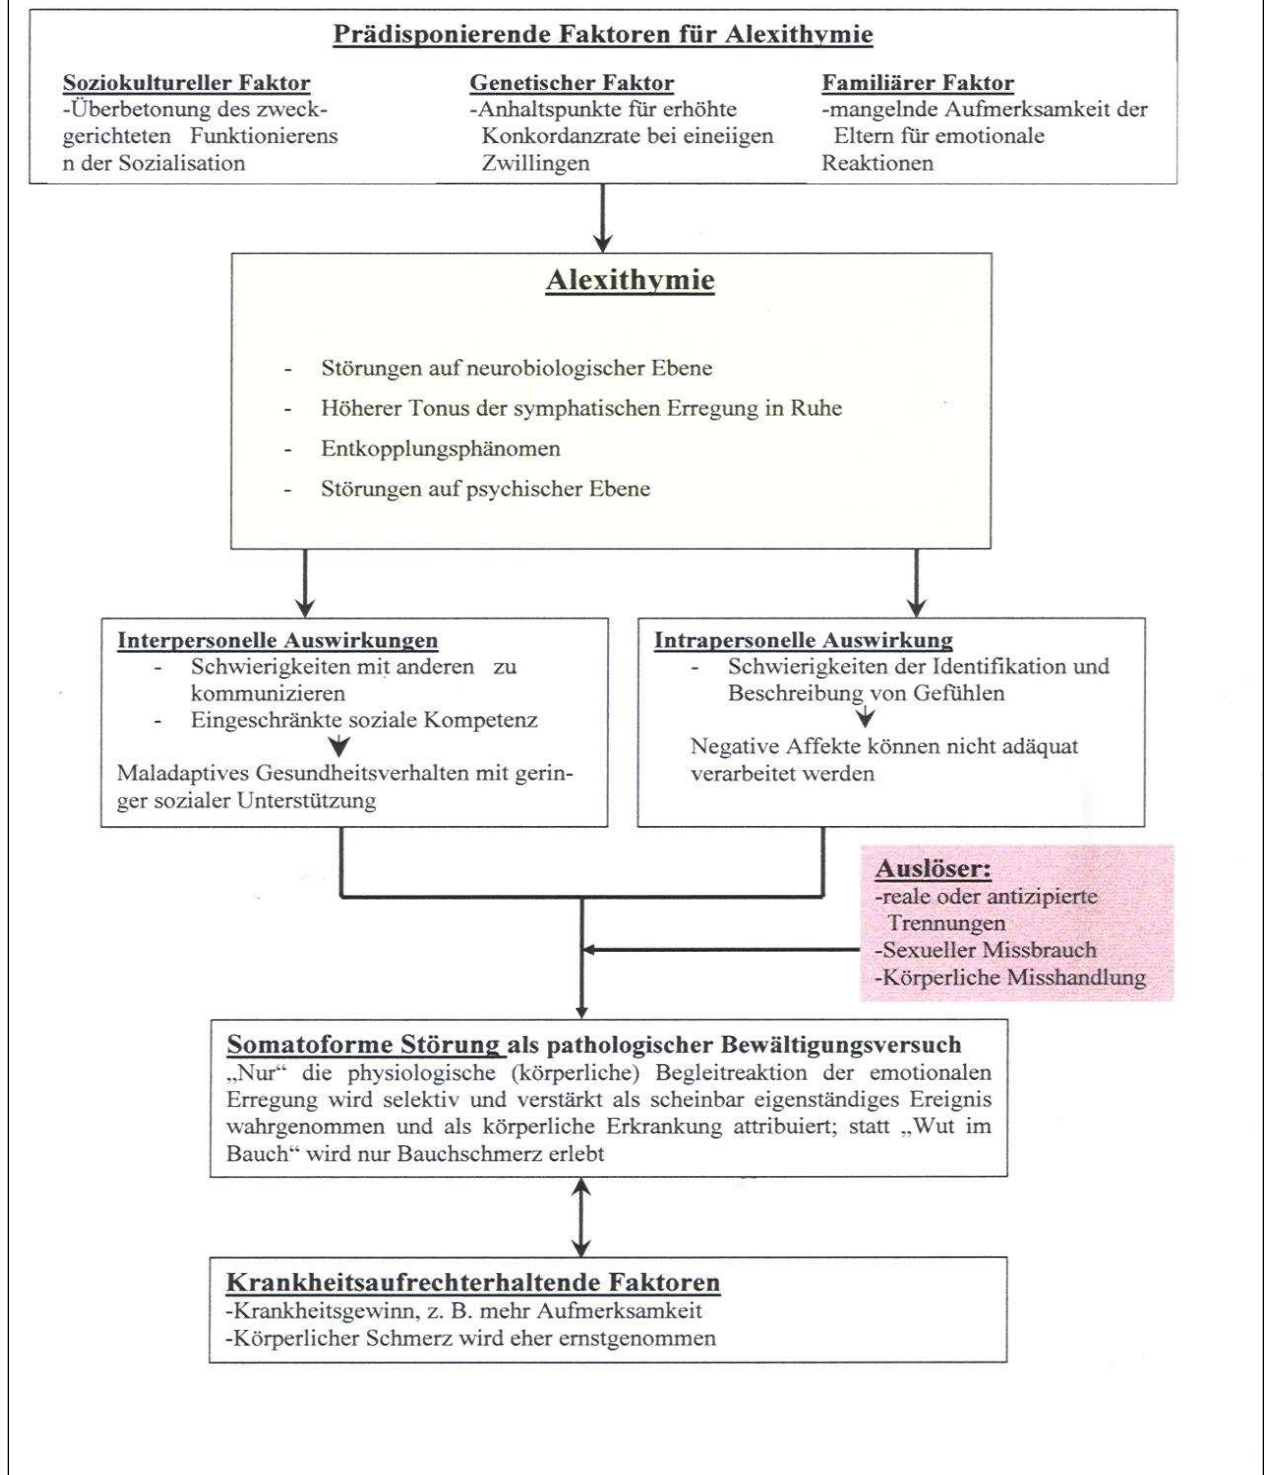 Prädisponierende Faktoren für Alexithymie
Soziokultureller Faktor
-Überbetonung des zweck-
gerichteten Funktionierens
n der Sozialisation
Genetischer Faktor
-Anhaltspunkte für erhöhte
Konkordanzrate bei eineiigen
Zwillingen
Familiärer Faktor
-mangelnde Aufmerksamkeit der
Eltern für emotionale
Reaktionen
Alexithymie
- Störungen auf neurobiologischer Ebene
- Höherer Tonus der symphatischen Erregung in Ruhe
- Entkopplungsphänomen
- Störungen auf psychischer Ebene
Interpersonelle Auswirkungen
- Schwierigkeiten mit anderen zu
kommunizieren
- Eingeschränkte soziale Kompetenz
Maladaptives Gesundheitsverhalten mit gerin-
ger sozialer Unterstützung
Intrapersonelle Auswirkung
- Schwierigkeiten der Identifikation und
Beschreibung von Gefühlen
Negative Affekte können nicht adäquat
verarbeitet werden
Auslöser:
-reale oder antizipierte
Trennungen
-Sexueller Missbrauch
-Körperliche Misshandlung
Somatoforme Störung als pathologischer Bewältigungsversuch
„Nur“ die physiologische (körperliche) Begleitreaktion der emotionalen
Erregung wird selektiv und verstärkt als scheinbar eigenständiges Ereignis
wahrgenommen und als körperliche Erkrankung attribuiert; statt „Wut im
Bauch“ wird nur Bauchschmerz erlebt
Krankheitsaufrechterhaltende Faktoren
-Krankheitsgewinn, z. B. mehr Aufmerksamkeit
-Körperlicher Schmerz wird eher ernstgenommen